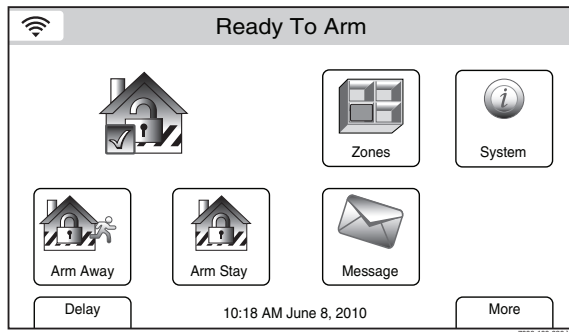 Ready To Arm
i
Zones
System
Arm Away
Arm Stay
Message
Delay
10:18 AM June 8, 2010
More